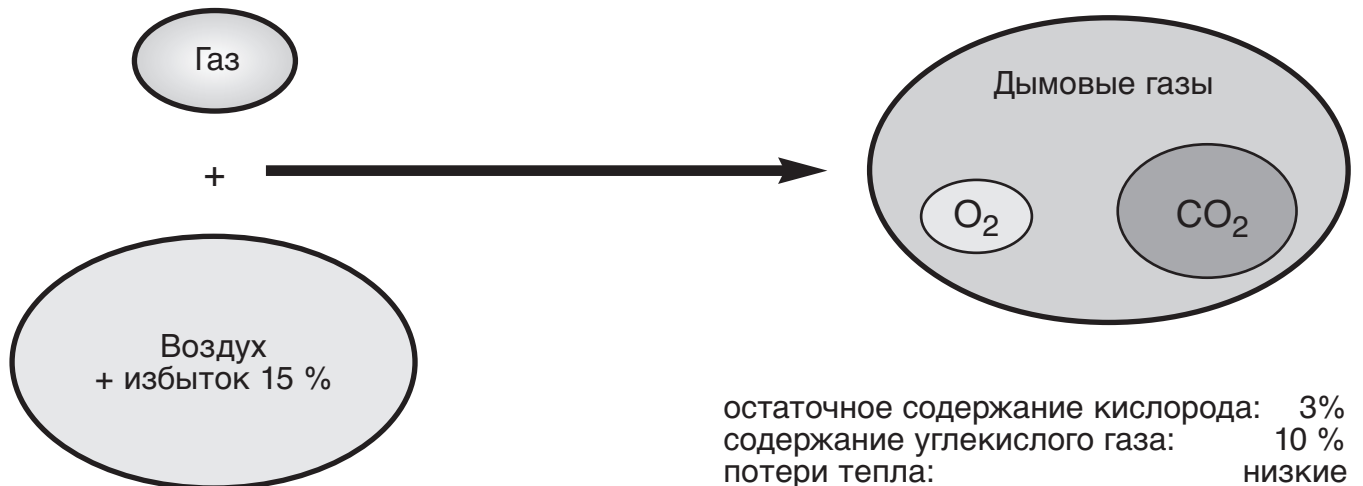 Газ
+
Воздух
+ избыток 15 %
Дымовые газы
O₂
CO₂
остаточное содержание кислорода: 3%
содержание углекислого газа: 10 %
потери тепла: низкие